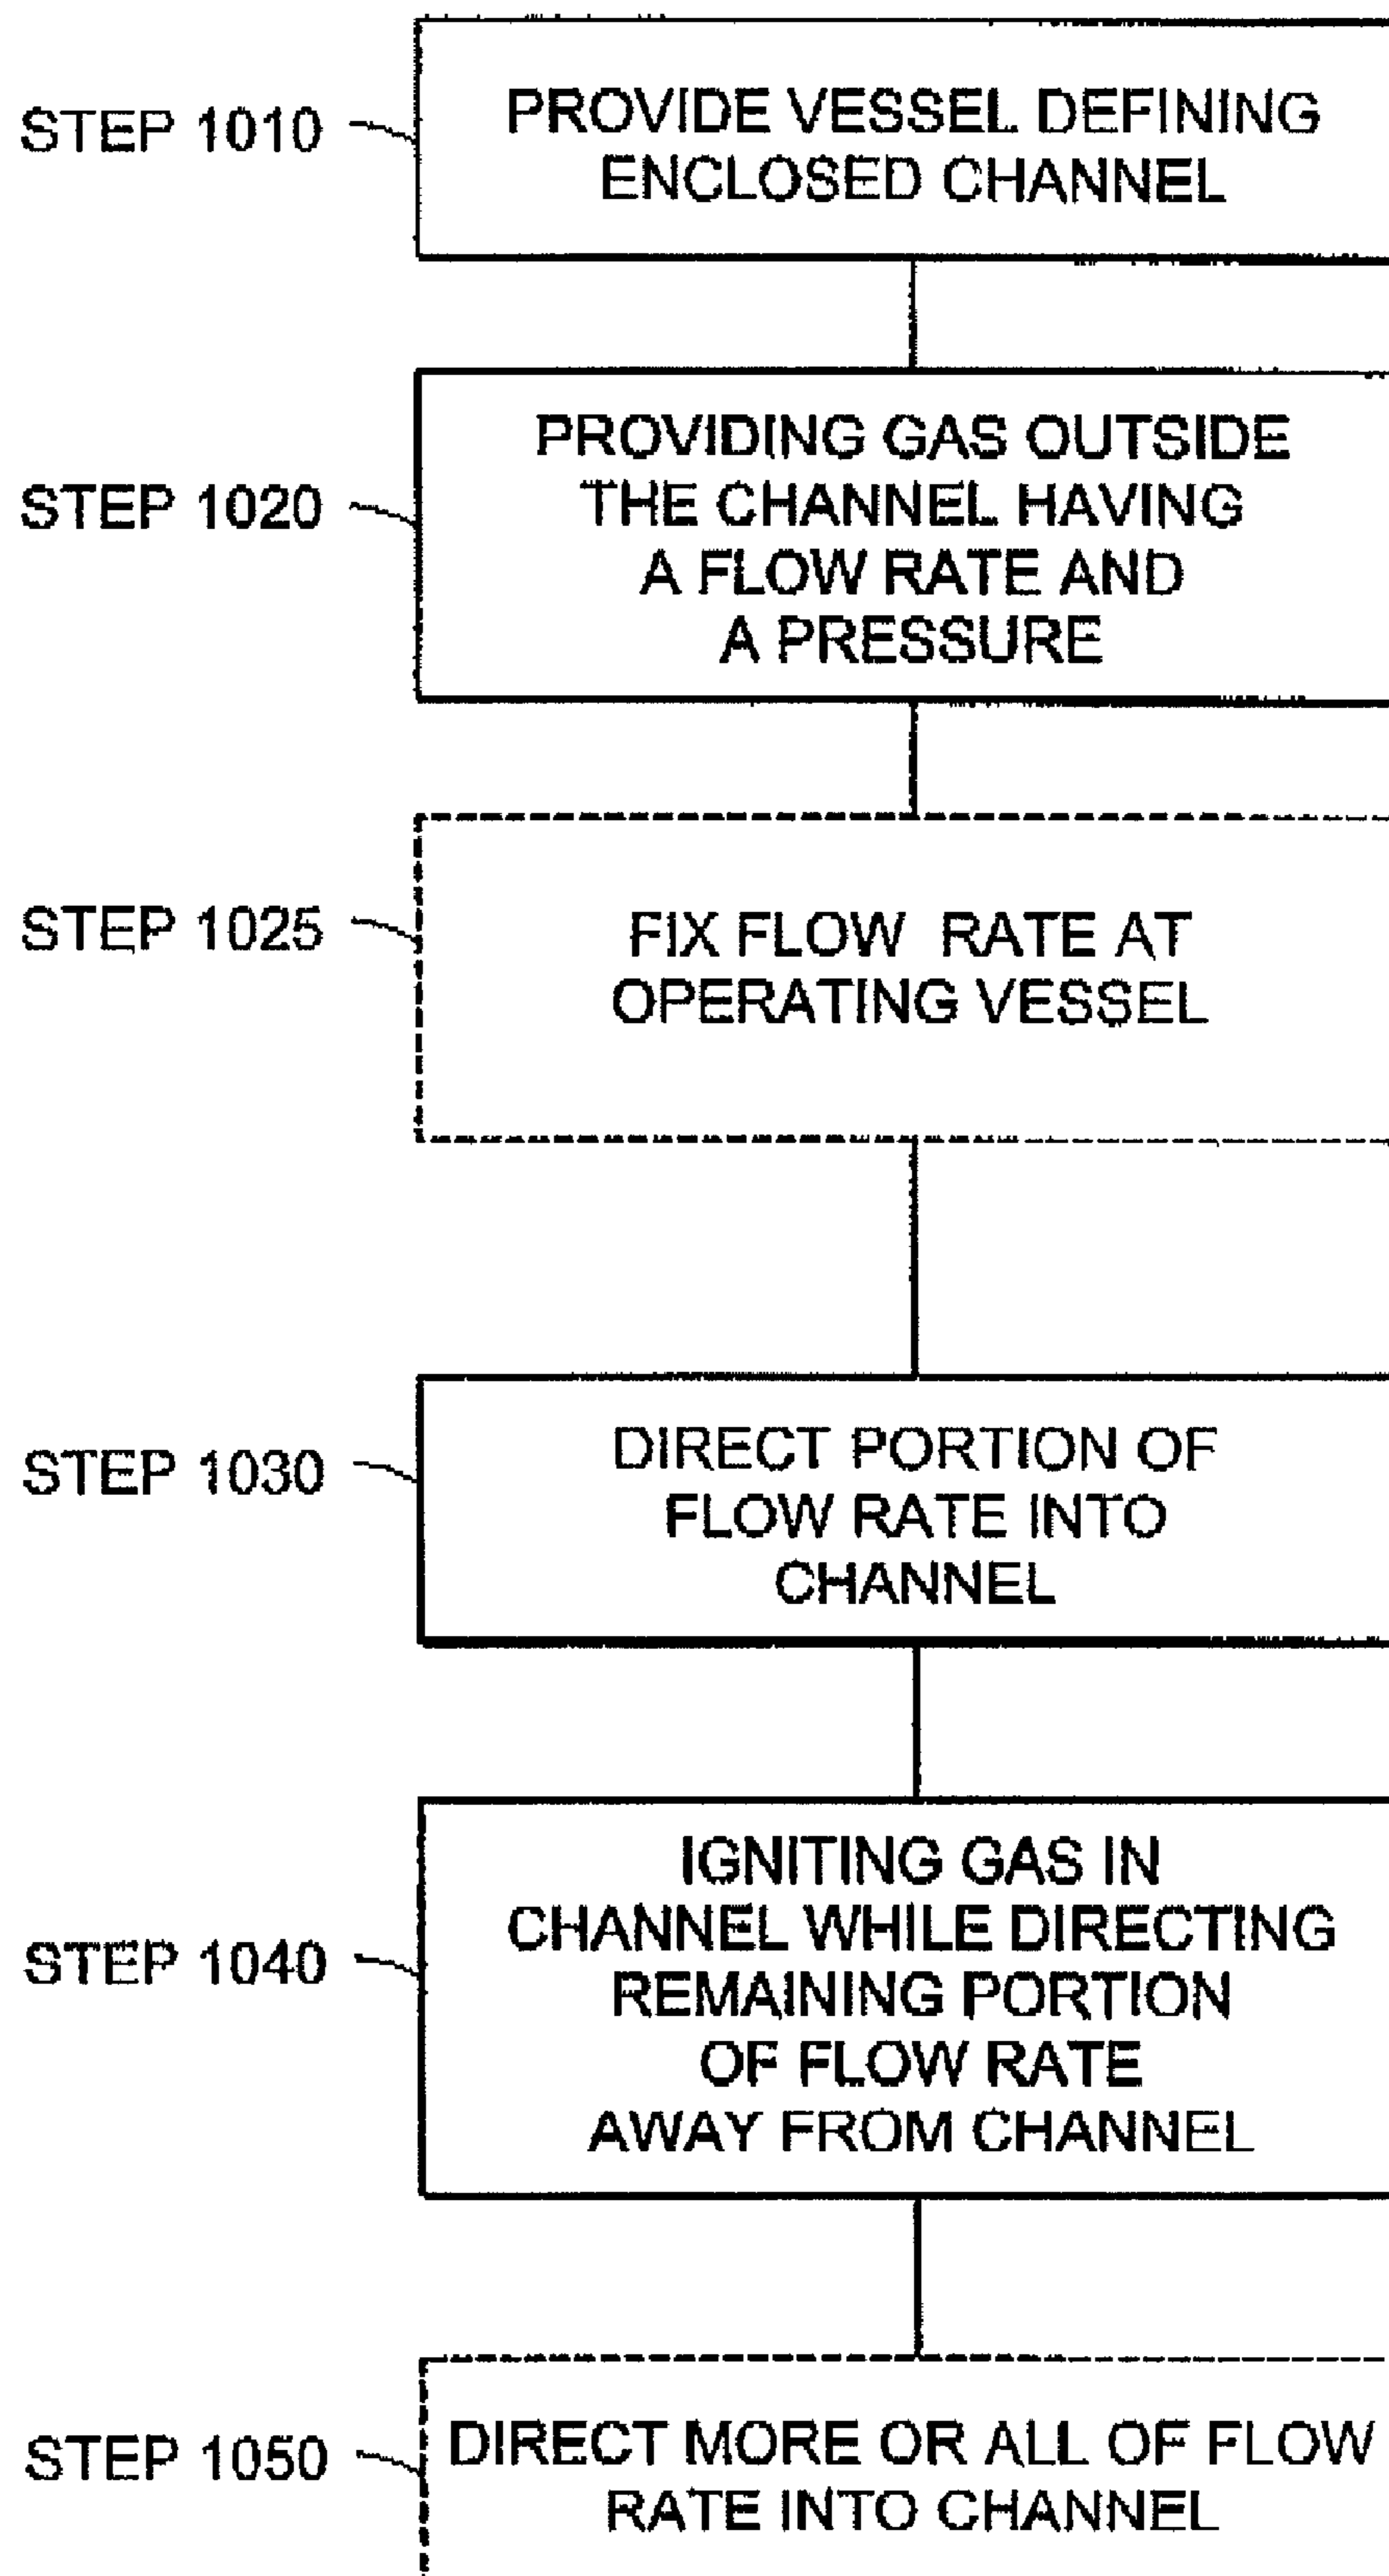 STEP 1010
PROVIDE VESSEL DEFINING
ENCLOSED CHANNEL
STEP 1020
PROVIDING GAS OUTSIDE
THE CHANNEL HAVING
A FLOW RATE AND
A PRESSURE
STEP 1025
FIX FLOW RATE AT
OPERATING VESSEL
STEP 1030
DIRECT PORTION OF
FLOW RATE INTO
CHANNEL
STEP 1040
IGNITING GAS IN
CHANNEL WHILE DIRECTING
REMAINING PORTION
OF FLOW RATE
AWAY FROM CHANNEL
STEP 1050
DIRECT MORE OR ALL OF FLOW
RATE INTO CHANNEL